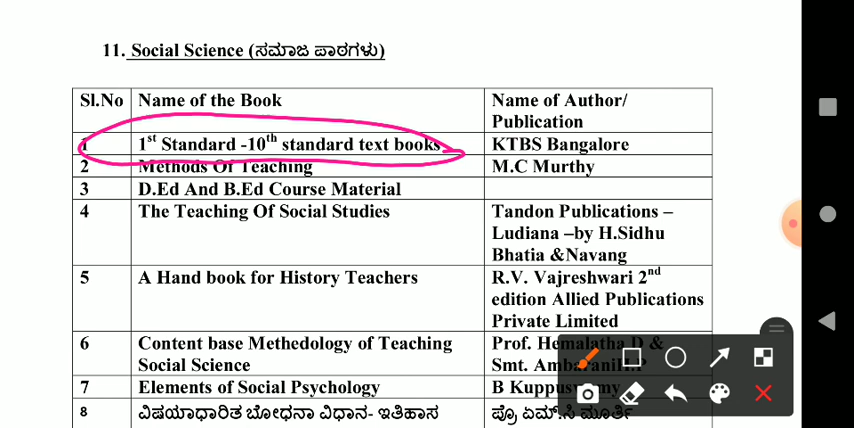 11. Social Science (ಸಮಾಜ ಪಾಠಗಳು)
Sl.No Name of the Book Name of Author/
Publication
1 1st Standard -10th standard text books KTBS Bangalore
2 Methods Of Teaching M.C Murthy
3 D.Ed And B.Ed Course Material
4 The Teaching Of Social Studies Tandon Publications –
Ludiana –by H.Sidhu
Bhatia &Navang
5 A Hand book for History Teachers R.V. Vajreshwari 2nd
edition Allied Publications
Private Limited
6 Content base Methedology of Teaching Prof. Hemalatha D &
Social Science Smt.
7 Elements of Social Psychology B
8 ವಿಷಯಾಧಾರಿತ ಬೋಧನಾ ವಿಧಾನ- ಇತಿಹಾಸ ಪ್ರೊ ಏಮ್.ಸಿ ಮೂರ್ತಿ